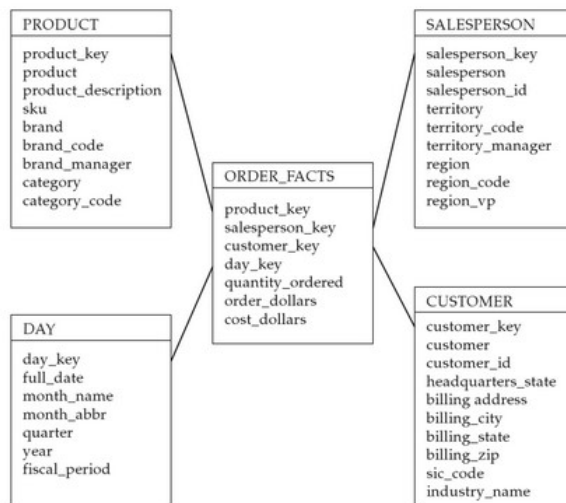 PRODUCT
product_key
product
product_description
sku
brand
brand_code
brand_manager
category
category_code
SALESPERSON
salesperson_key
salesperson
salesperson_id
territory
territory_code
territory_manager
region
region_code
region_vp
ORDER_FACTS
product_key
salesperson_key
customer_key
day_key
quantity_ordered
order_dollars
cost_dollars
DAY
day_key
full_date
month_name
month_abbr
quarter
year
fiscal_period
CUSTOMER
customer_key
customer
customer_id
headquarters_state
billing address
billing_city
billing_state
billing_zip
sic_code
industry_name